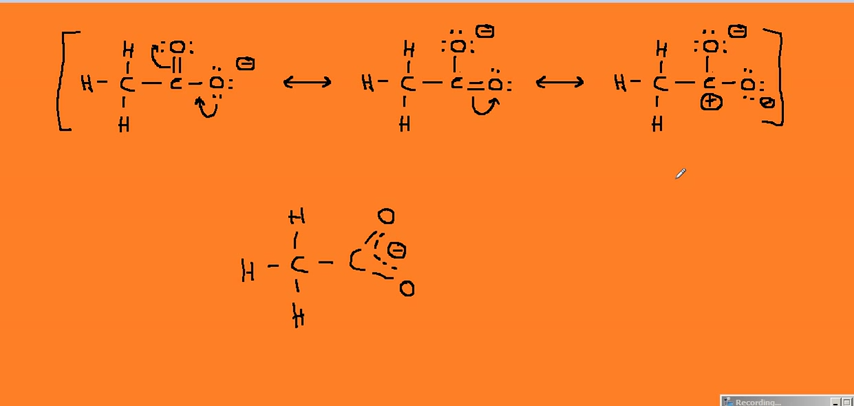 H :O: ⊖ H :O: ⊖ H :O: ⊖
H – C – C – O: ⊖ ↔ H – C – C = O: ↔ H – C – C – O: ⊖
H H H ⊕
H O
H – C – C ⊖
H O
Recording...